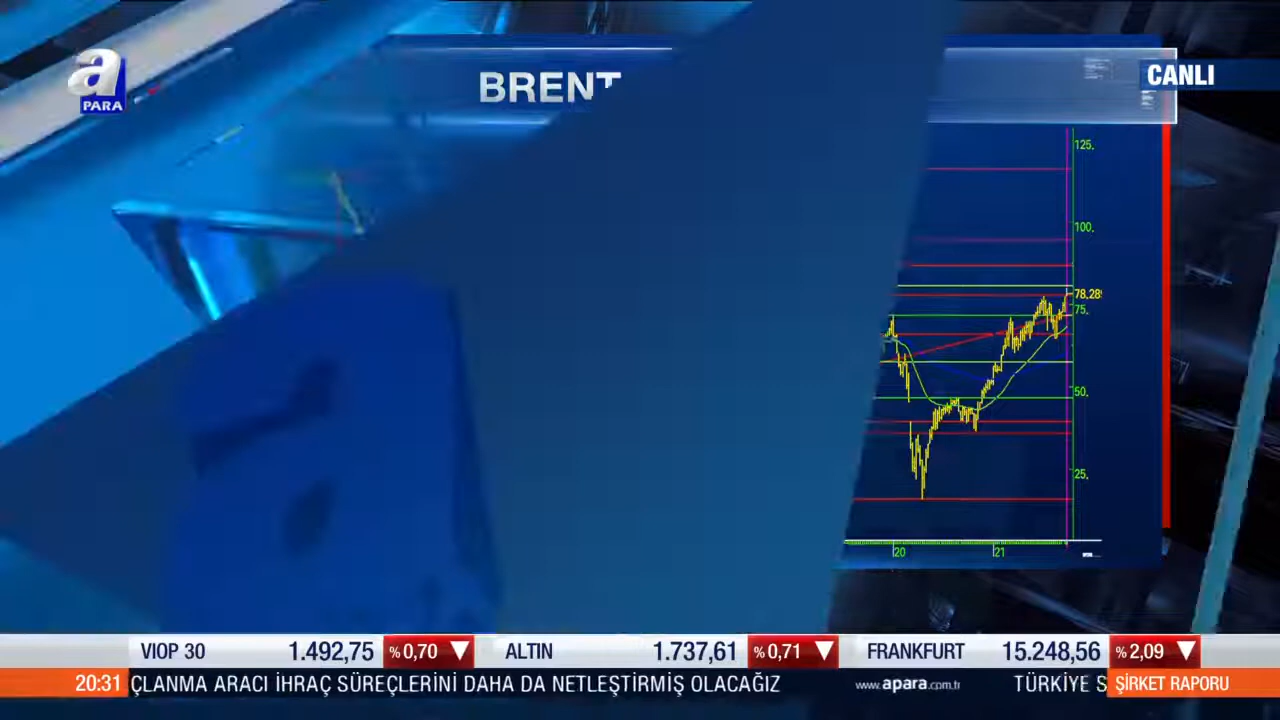 a
PARA
BRENT
CANLI
125.
100.
78.28
75.
50.
25.
20
21
VIOP 30 1.492,75 %0,70 ALTIN 1.737,61 %0,71 FRANKFURT 15.248,56 %2,09
20:31 ÇLANMA ARACI İHRAÇ SÜREÇLERİNİ DAHA DA NETLEŞTİRMİŞ OLACAĞIZ www.apara.com.tr TÜRKİYE S ŞİRKET RAPORU